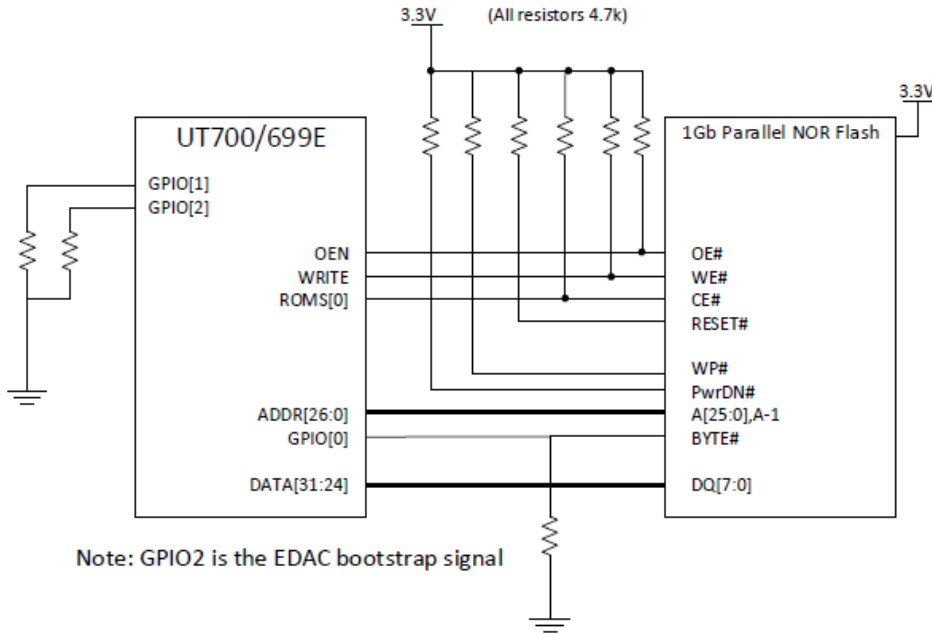 3.3V (All resistors 4.7k)
3.3V
UT700/699E
1Gb Parallel NOR Flash
GPIO[1]
GPIO[2]
OEN
OE#
WRITE
WE#
ROMS[0]
CE#
RESET#
WP#
PwrDN#
ADDR[26:0]
A[25:0],A-1
GPIO[0]
BYTE#
DATA[31:24]
DQ[7:0]
Note: GPIO2 is the EDAC bootstrap signal